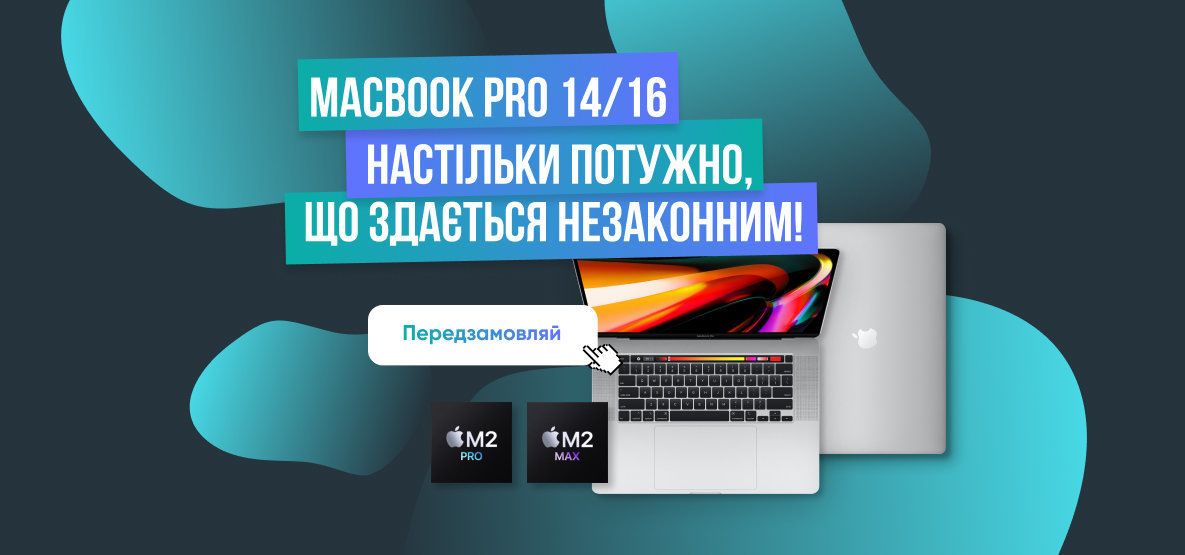 MACBOOK PRO 14/16
НАСТІЛЬКИ ПОТУЖНО,
ЩО ЗДАЄТЬСЯ НЕЗАКОННИМ!
Передзамовляй
M2
PRO
M2
MAX